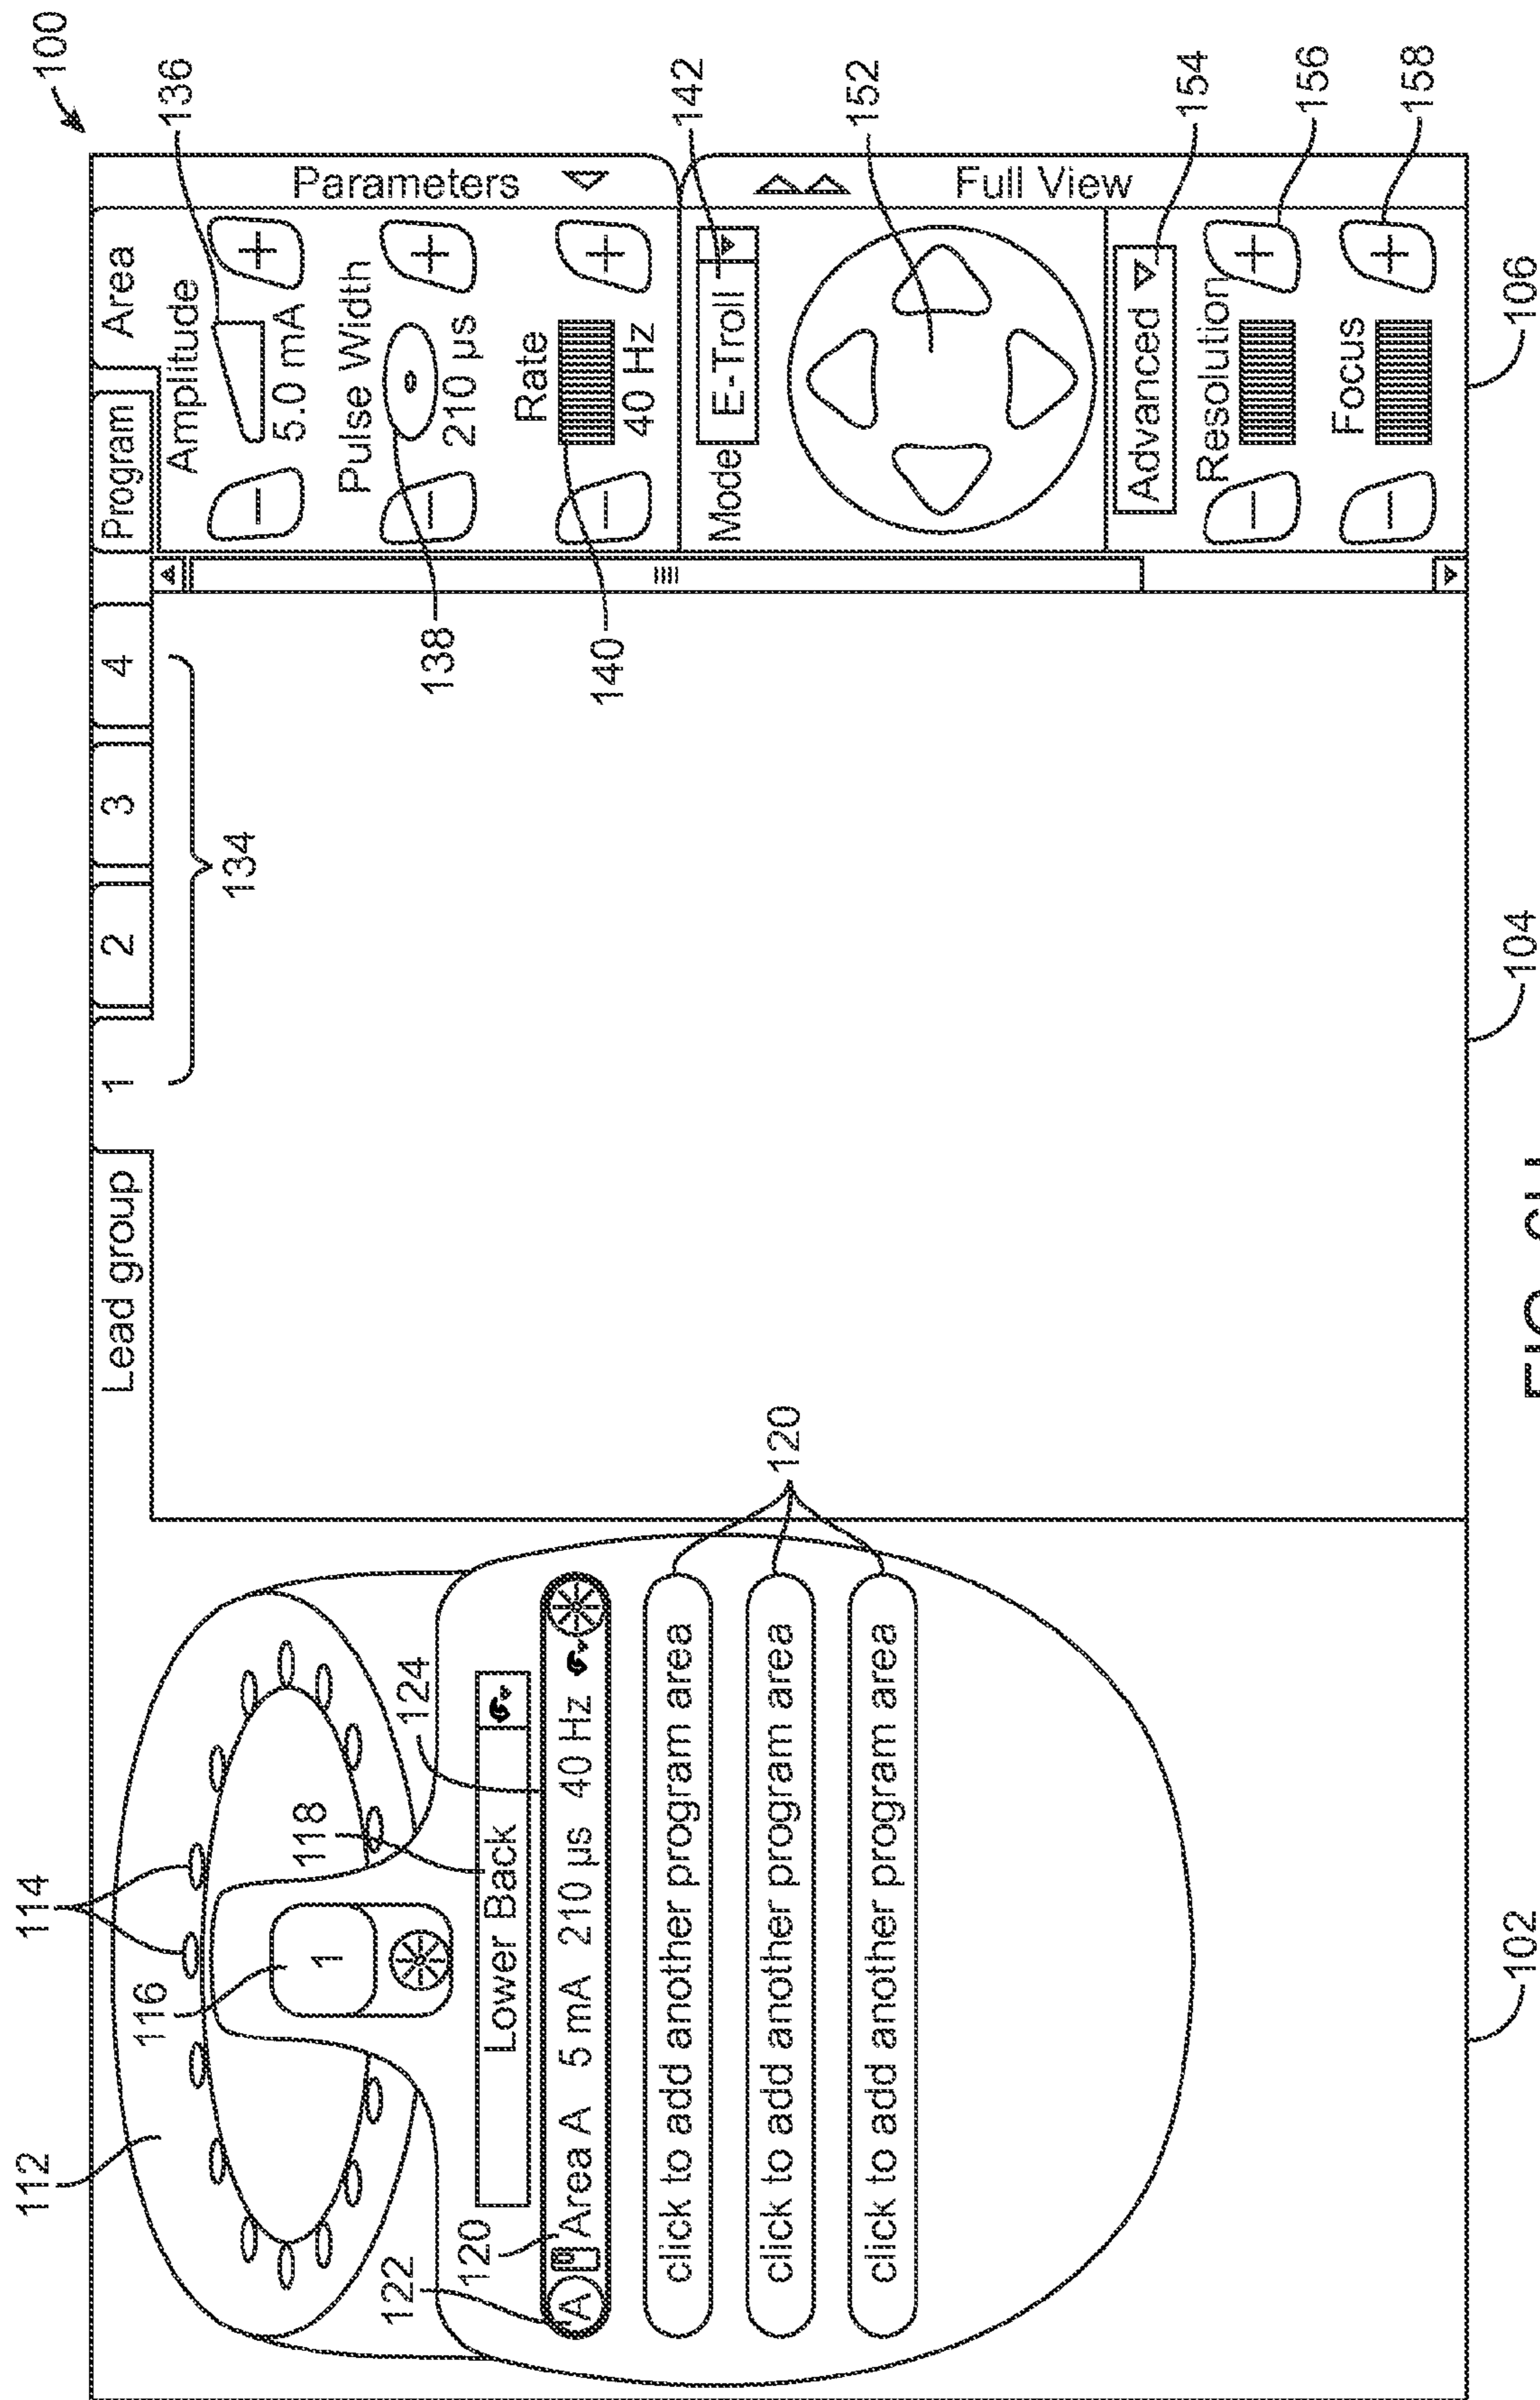 100
Lead group
1
2
3
4
Program
Area
112
114
116
1
118
Lower Back
120
122
A
Area A 5 mA 210 µs 40 Hz
124
click to add another program area
click to add another program area
click to add another program area
120
134
Amplitude
5.0 mA
136
Pulse Width
210 µs
138
Rate
40 Hz
140
Parameters
Mode
E-Troll
142
152
Full View
Advanced
154
Resolution
156
Focus
158
102
104
106